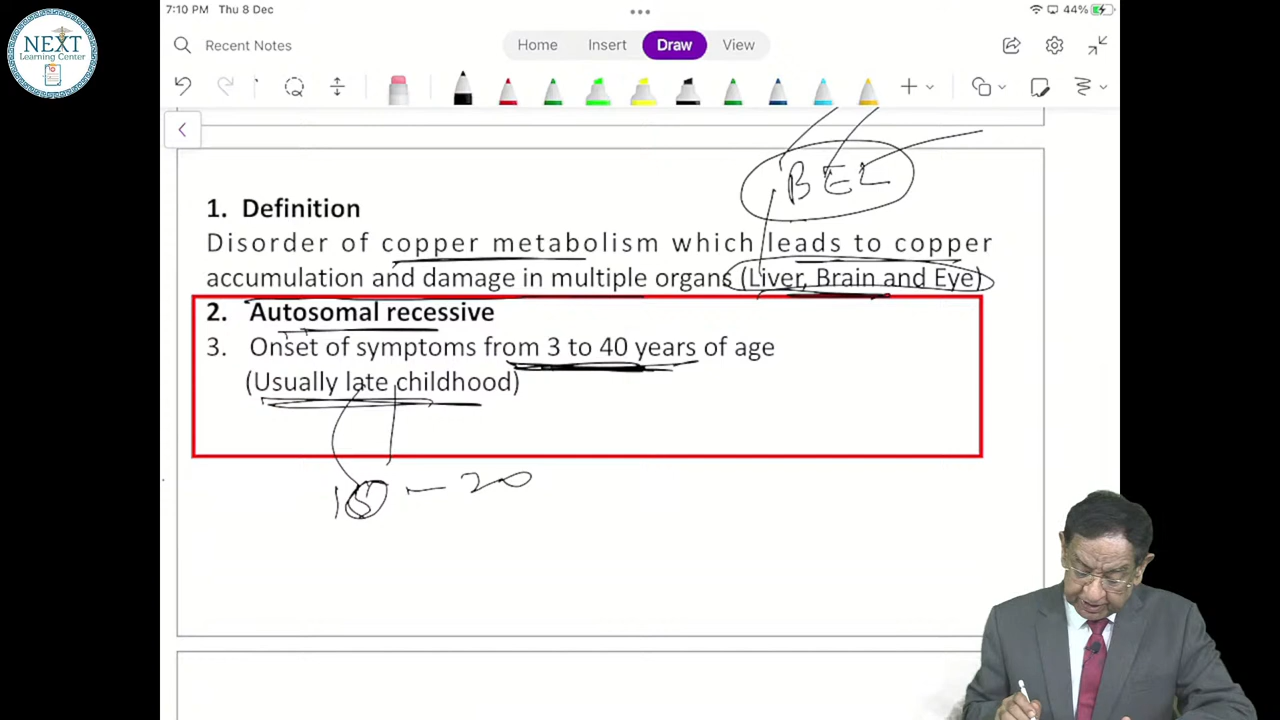 7:10 PM Thu 8 Dec
44%
NEXT
Learning Center
Recent Notes
Home Insert Draw View
BEL
1. Definition
Disorder of copper metabolism which leads to copper
accumulation and damage in multiple organs (Liver, Brain and Eye)
2. Autosomal recessive
3. Onset of symptoms from 3 to 40 years of age
(Usually late childhood)
15 - 20